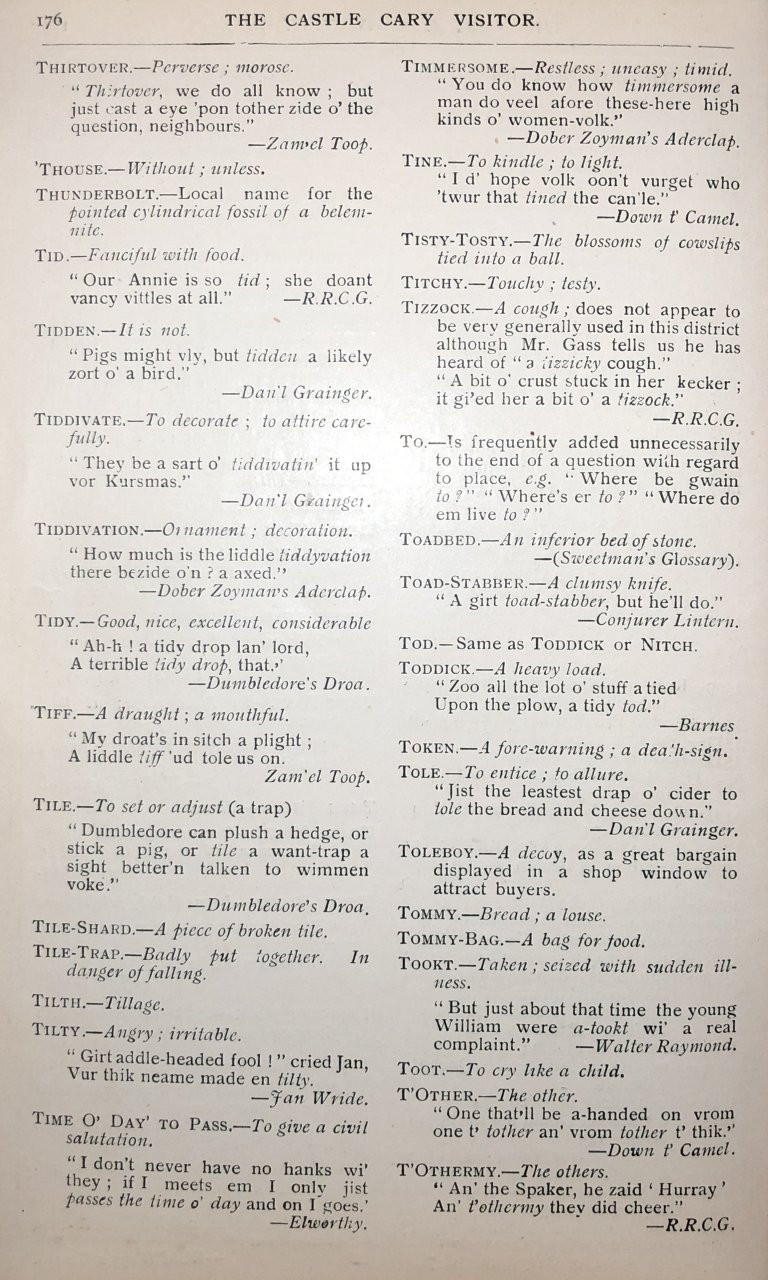 176
THE CASTLE CARY VISITOR.
THIRTOVER.—Perverse ; morose.
“ Thirtover, we do all know ; but
just cast a eye 'pon tother zide o' the
question, neighbours.”
—Zam'el Toop.
'THOUSE.—Without ; unless.
THUNDERBOLT.—Local name for the
pointed cylindrical fossil of a belem-
nite.
TID.—Fanciful with food.
“ Our Annie is so tid ; she doant
vancy vittles at all.” —R.R.C.G.
TIDDEN.—It is not.
“ Pigs might vly, but tidden a likely
zort o' a bird.”
—Dan'l Grainger.
TIDDIVATE.—To decorate ; to attire care-
fully.
“ They be a sart o' tiddivatin' it up
vor Kursmas.”
—Dan'l Grainger.
TIDDIVATION.—Ornament ; decoration.
“ How much is the liddle tiddyvation
there bezide o'n ? a axed.”
—Dober Zoyman's Aderclap.
TIDY.—Good, nice, excellent, considerable
“ Ah-h ! a tidy drop lan' lord,
A terrible tidy drop, that.”
—Dumbledore's Droa.
TIFF.—A draught ; a mouthful.
“ My droat's in sitch a plight ;
A liddle tiff 'ud tole us on.
Zam'el Toop.
TILE.—To set or adjust (a trap)
“ Dumbledore can plush a hedge, or
stick a pig, or tile a want-trap a
sight better'n talken to wimmen
voke.”
—Dumbledore's Droa.
TILE-SHARD.—A piece of broken tile.
TILE-TRAP.—Badly put together. In
danger of falling.
TILTH.—Tillage.
TILTY.—Angry ; irritable.
“ Girt addle-headed fool ! ” cried Jan,
Vur thik neame made en tilty.
—Jan Wride.
TIME O' DAY' TO PASS.—To give a civil
salutation.
“ I don't never have no hanks wi'
they ; if I meets em I only jist
passes the time o' day and on I goes.'
—Elworthy.
TIMMERSOME.—Restless ; uneasy ; timid.
“ You do know how timmersome a
man do veel afore these-here high
kinds o' women-volk.”
—Dober Zoyman's Aderclap.
TINE.—To kindle ; to light.
“ I d' hope volk oon't vurget who
'twur that tined the can'le.”
—Down t' Camel.
TISTY-TOSTY.—The blossoms of cowslips
tied into a ball.
TITCHY.—Touchy ; testy.
TIZZOCK.—A cough ; does not appear to
be very generally used in this district
although Mr. Gass tells us he has
heard of “ a tizzicky cough.”
“ A bit o' crust stuck in her kecker ;
it gi'ed her a bit o' a tizzock.”
—R.R.C.G.
TO.—Is frequently added unnecessarily
to the end of a question with regard
to place, e.g. “ Where be gwain
to ? ” “ Where's er to ? ” “ Where do
em live to ? ”
TOADBED.—An inferior bed of stone.
—(Sweetman's Glossary).
TOAD-STABBER.—A clumsy knife.
“ A girt toad-stabber, but he'll do.”
—Conjurer Lintern.
TOD.—Same as TODDICK or NITCH.
TODDICK.—A heavy load.
“ Zoo all the lot o' stuff a tied
Upon the plow, a tidy tod.”
—Barnes
TOKEN.—A fore-warning ; a death-sign.
TOLE.—To entice ; to allure.
“ Jist the leastest drap o' cider to
tole the bread and cheese down.”
—Dan'l Grainger.
TOLEBOY.—A decoy, as a great bargain
displayed in a shop window to
attract buyers.
TOMMY.—Bread ; a louse.
TOMMY-BAG.—A bag for food.
TOOKT.—Taken ; seized with sudden ill-
ness.
“ But just about that time the young
William were a-tookt wi' a real
complaint.” —Walter Raymond.
TOOT.—To cry like a child.
T'OTHER.—The other.
“ One that'll be a-handed on vrom
one t' tother an' vrom tother t' thik.”
—Down t' Camel.
T'OTHERMY.—The others.
“ An' the Spaker, he zaid ‘ Hurray ’
An' t'othermy they did cheer.”
—R.R.C.G.